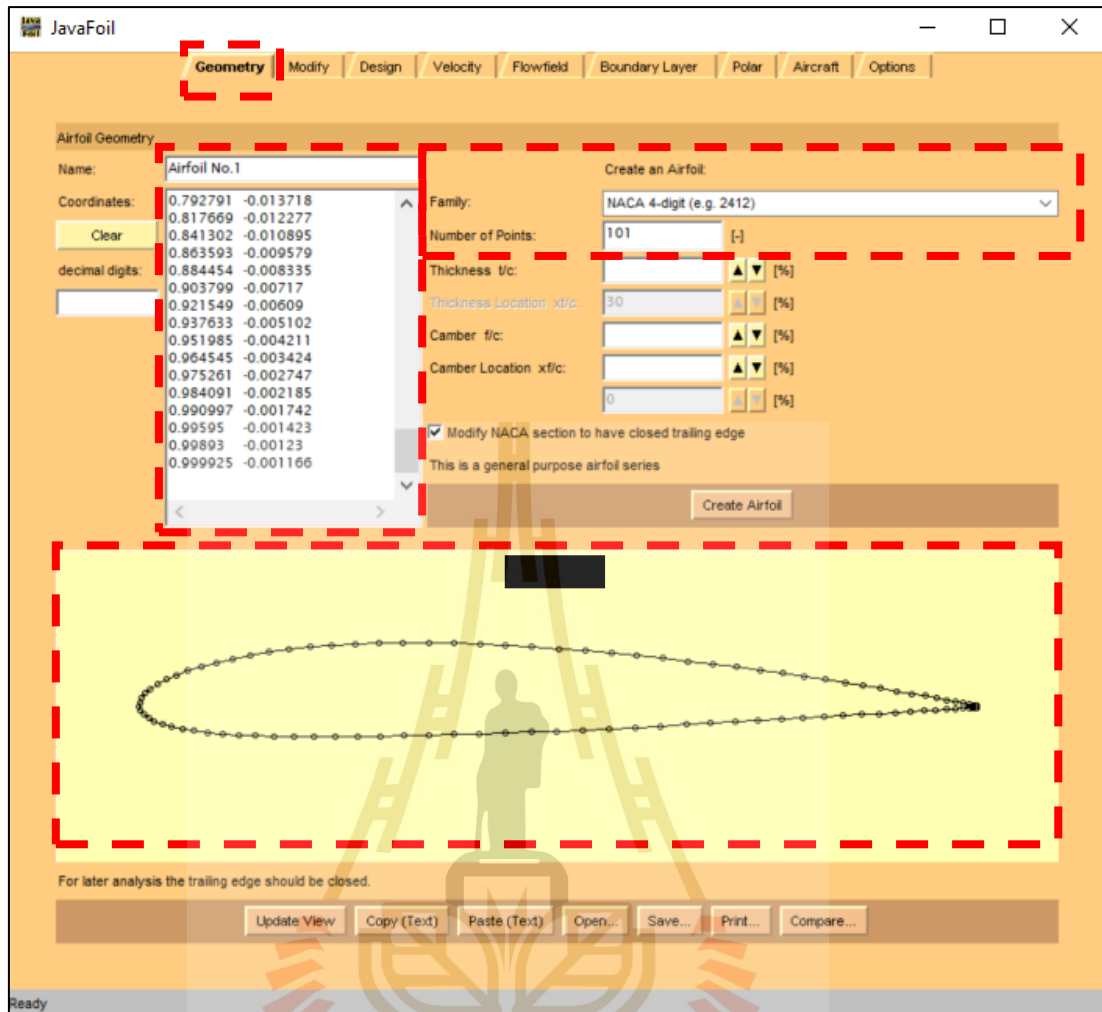 JavaFoil
Geometry Modify Design Velocity Flowfield Boundary Layer Polar Aircraft Options
Airfoil Geometry
Name: Airfoil No.1 Create an Airfoil:
Coordinates: Family: NACA 4-digit (e.g. 2412)
Clear Number of Points: 101 [-]
decimal digits: Thickness t/c: [%]
Thickness Location xt/c: 30 [%]
Camber f/c: [%]
Camber Location xf/c: [%]
0 [%]
0.792791 -0.013718
0.817669 -0.012277
0.841302 -0.010895
0.863593 -0.009579
0.884454 -0.008335
0.903799 -0.00717
0.921549 -0.00609
0.937633 -0.005102
0.951985 -0.004211
0.964545 -0.003424
0.975261 -0.002747
0.984091 -0.002185
0.990997 -0.001742
0.99595 -0.001423
0.99893 -0.00123
0.999925 -0.001166
Modify NACA section to have closed trailing edge
This is a general purpose airfoil series
Create Airfoil
For later analysis the trailing edge should be closed.
Update View Copy (Text) Paste (Text) Open... Save... Print... Compare...
Ready